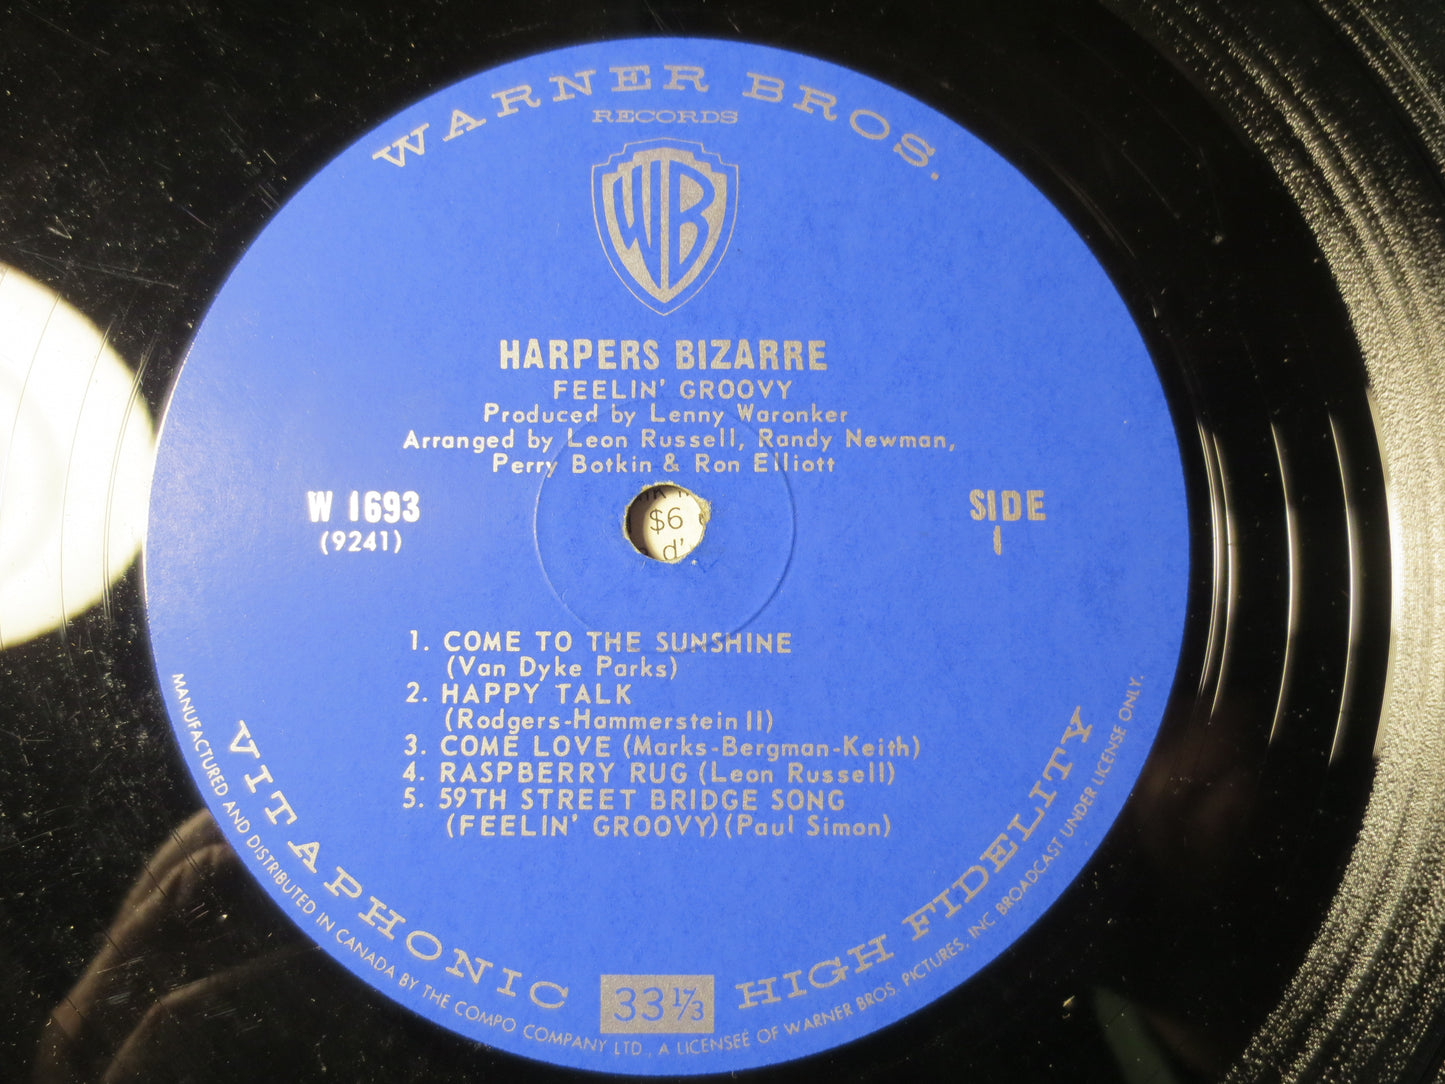 WARNER BROS.
RECORDS
WB
HARPERS BIZARRE
FEELIN' GROOVY
Produced by Lenny Waronker
Arranged by Leon Russell, Randy Newman,
Perry Botkin & Ron Elliott
W 1693
(9241)
SIDE
1
$6
d'
1. COME TO THE SUNSHINE
(Van Dyke Parks)
2. HAPPY TALK
(Rodgers-Hammerstein II)
3. COME LOVE (Marks-Bergman-Keith)
4. RASPBERRY RUG (Leon Russell)
5. 59TH STREET BRIDGE SONG
(FEELIN' GROOVY) (Paul Simon)
VITAPHONIC
33 1/3
HIGH FIDELITY
MANUFACTURED AND DISTRIBUTED IN CANADA BY THE COMPO COMPANY LTD., A LICENSEE OF WARNER BROS. PICTURES, INC. BROADCAST UNDER LICENSE ONLY.